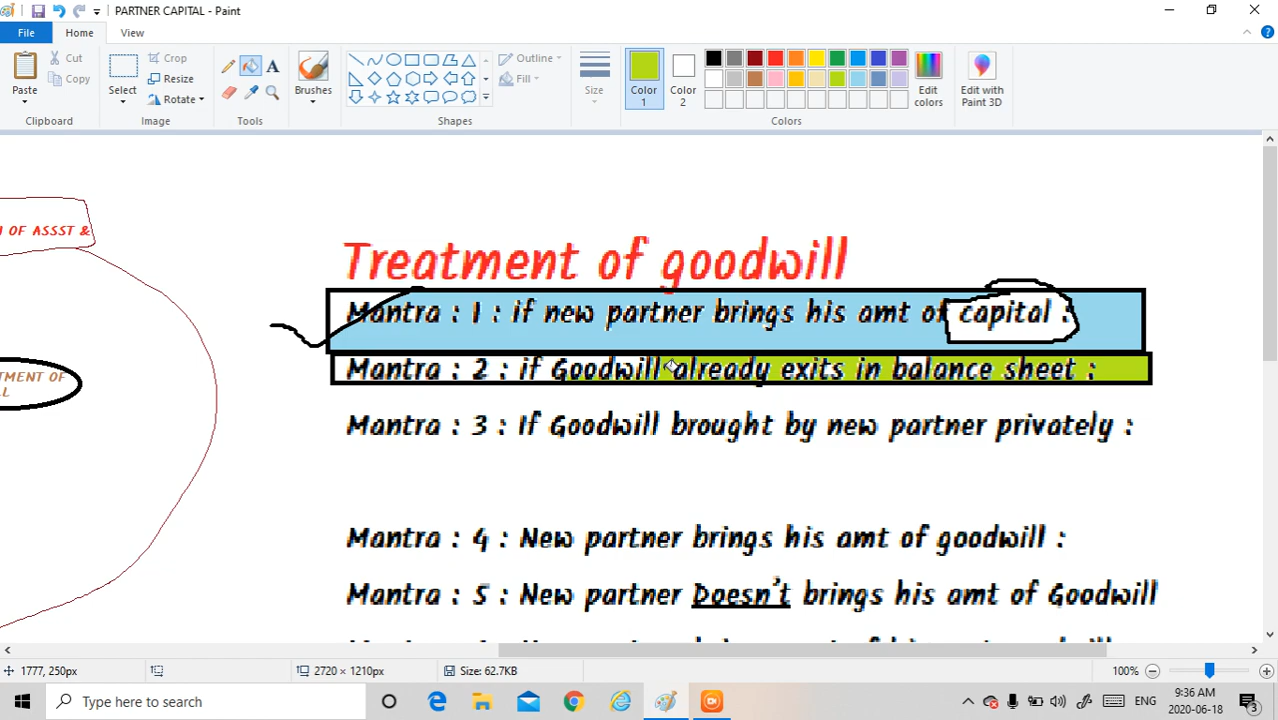 PARTNER CAPITAL - Paint
File
Home
View
Paste
Cut
Copy
Clipboard
Select
Crop
Resize
Rotate
Image
Tools
Brushes
Shapes
Outline
Fill
Size
Color 1
Color 2
Edit colors
Colors
Edit with Paint 3D
OF ASSST &
TMENT OF
LL
Treatment of goodwill
Mantra : 1 : if new partner brings his amt of capital :
Mantra : 2 : if Goodwill already exits in balance sheet :
Mantra : 3 : If Goodwill brought by new partner privately :
Mantra : 4 : New partner brings his amt of goodwill :
Mantra : 5 : New partner Doesn't brings his amt of Goodwill
1777, 250px
2720 × 1210px
Size: 62.7KB
100%
Type here to search
ENG
9:36 AM
2020-06-18
3